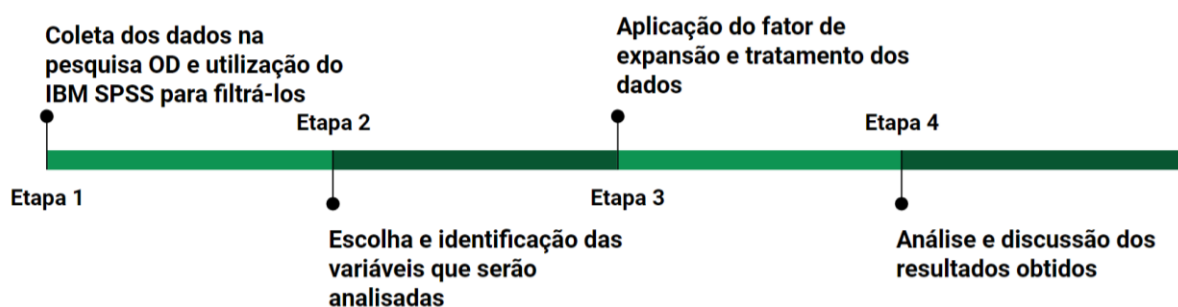 Coleta dos dados na
pesquisa OD e utilização do
IBM SPSS para filtrá-los
Etapa 1
Etapa 2
Escolha e identificação das
variáveis que serão
analisadas
Aplicação do fator de
expansão e tratamento dos
dados
Etapa 3
Etapa 4
Análise e discussão dos
resultados obtidos